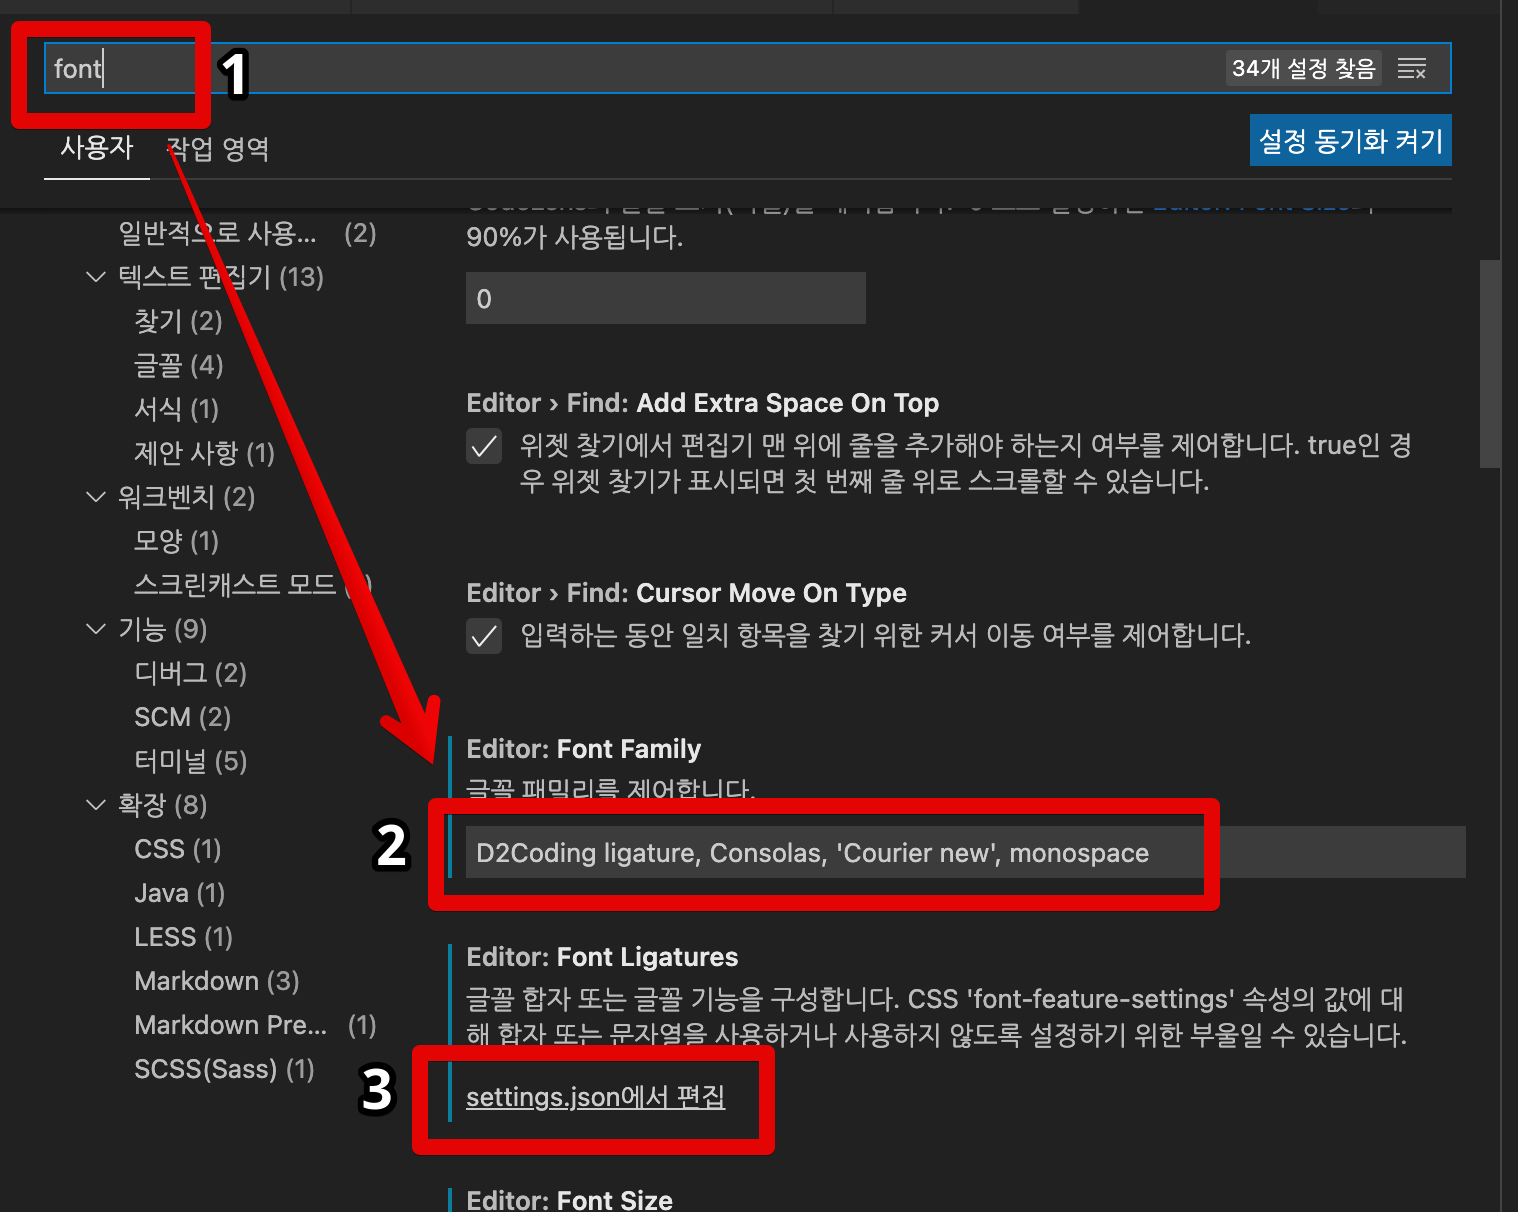 font
1
34개 설정 찾음
사용자
작업 영역
설정 동기화 켜기
일반적으로 사용... (2)
텍스트 편집기 (13)
찾기 (2)
글꼴 (4)
서식 (1)
제안 사항 (1)
워크벤치 (2)
모양 (1)
스크린캐스트 모드
기능 (9)
디버그 (2)
SCM (2)
터미널 (5)
확장 (8)
CSS (1)
Java (1)
LESS (1)
Markdown (3)
Markdown Pre... (1)
SCSS(Sass) (1)
90%가 사용됩니다.
0
Editor › Find: Add Extra Space On Top
위젯 찾기에서 편집기 맨 위에 줄을 추가해야 하는지 여부를 제어합니다. true인 경
우 위젯 찾기가 표시되면 첫 번째 줄 위로 스크롤할 수 있습니다.
Editor › Find: Cursor Move On Type
입력하는 동안 일치 항목을 찾기 위한 커서 이동 여부를 제어합니다.
Editor: Font Family
글꼴 패밀리를 제어합니다.
2
D2Coding ligature, Consolas, 'Courier new', monospace
Editor: Font Ligatures
글꼴 합자 또는 글꼴 기능을 구성합니다. CSS 'font-feature-settings' 속성의 값에 대
해 합자 또는 문자열을 사용하거나 사용하지 않도록 설정하기 위한 부울일 수 있습니다.
3
settings.json에서 편집
Editor: Font Size